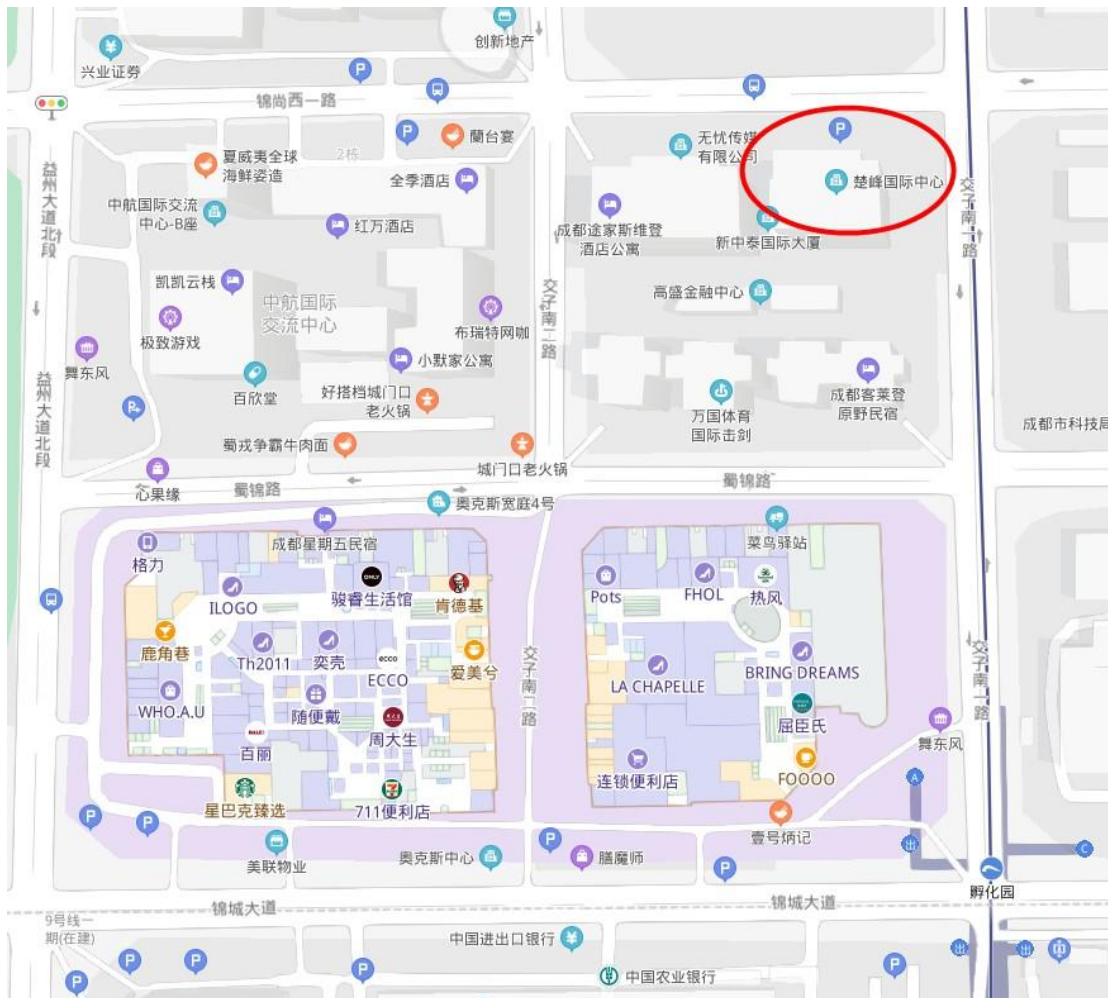 创新地产
兴业证券
锦尚西一路
蘭台宴
无忧传媒
有限公司
夏威夷全球
海鲜姿造
2栋
全季酒店
楚峰国际中心
益州大道北段
交子南一路
中航国际交流
中心-B座
红万酒店
成都途家斯维登
酒店公寓
新中泰国际大厦
凯凯云栈
中航国际
交流中心
交子南二路
高盛金融中心
极致游戏
布瑞特网咖
舞东风
小默家公寓
益州大道北段
百欣堂
好搭档城门口
老火锅
万国体育
国际击剑
成都客莱登
原野民宿
成都市科技局
蜀戎争霸牛肉面
城门口老火锅
心果缘
蜀锦路
蜀锦路
奥克斯宽庭4号
成都星期五民宿
菜鸟驿站
格力
ONLY
ILOGO
骏睿生活馆
肯德基
Pots
FHOL
热风
鹿角巷
Th2011
奕壳
ecco
ECCO
爱美兮
交子南二路
LA CHAPELLE
BRING DREAMS
交子南一路
WHO.A.U
随便戴
周大生
屈臣氏
舞东风
百丽
连锁便利店
FOOOO
A
星巴克臻选
711便利店
壹号炳记
出
C
美联物业
奥克斯中心
膳魔师
孵化园
锦城大道
锦城大道
9号线一
期(在建)
中国进出口银行
出
出
中国农业银行